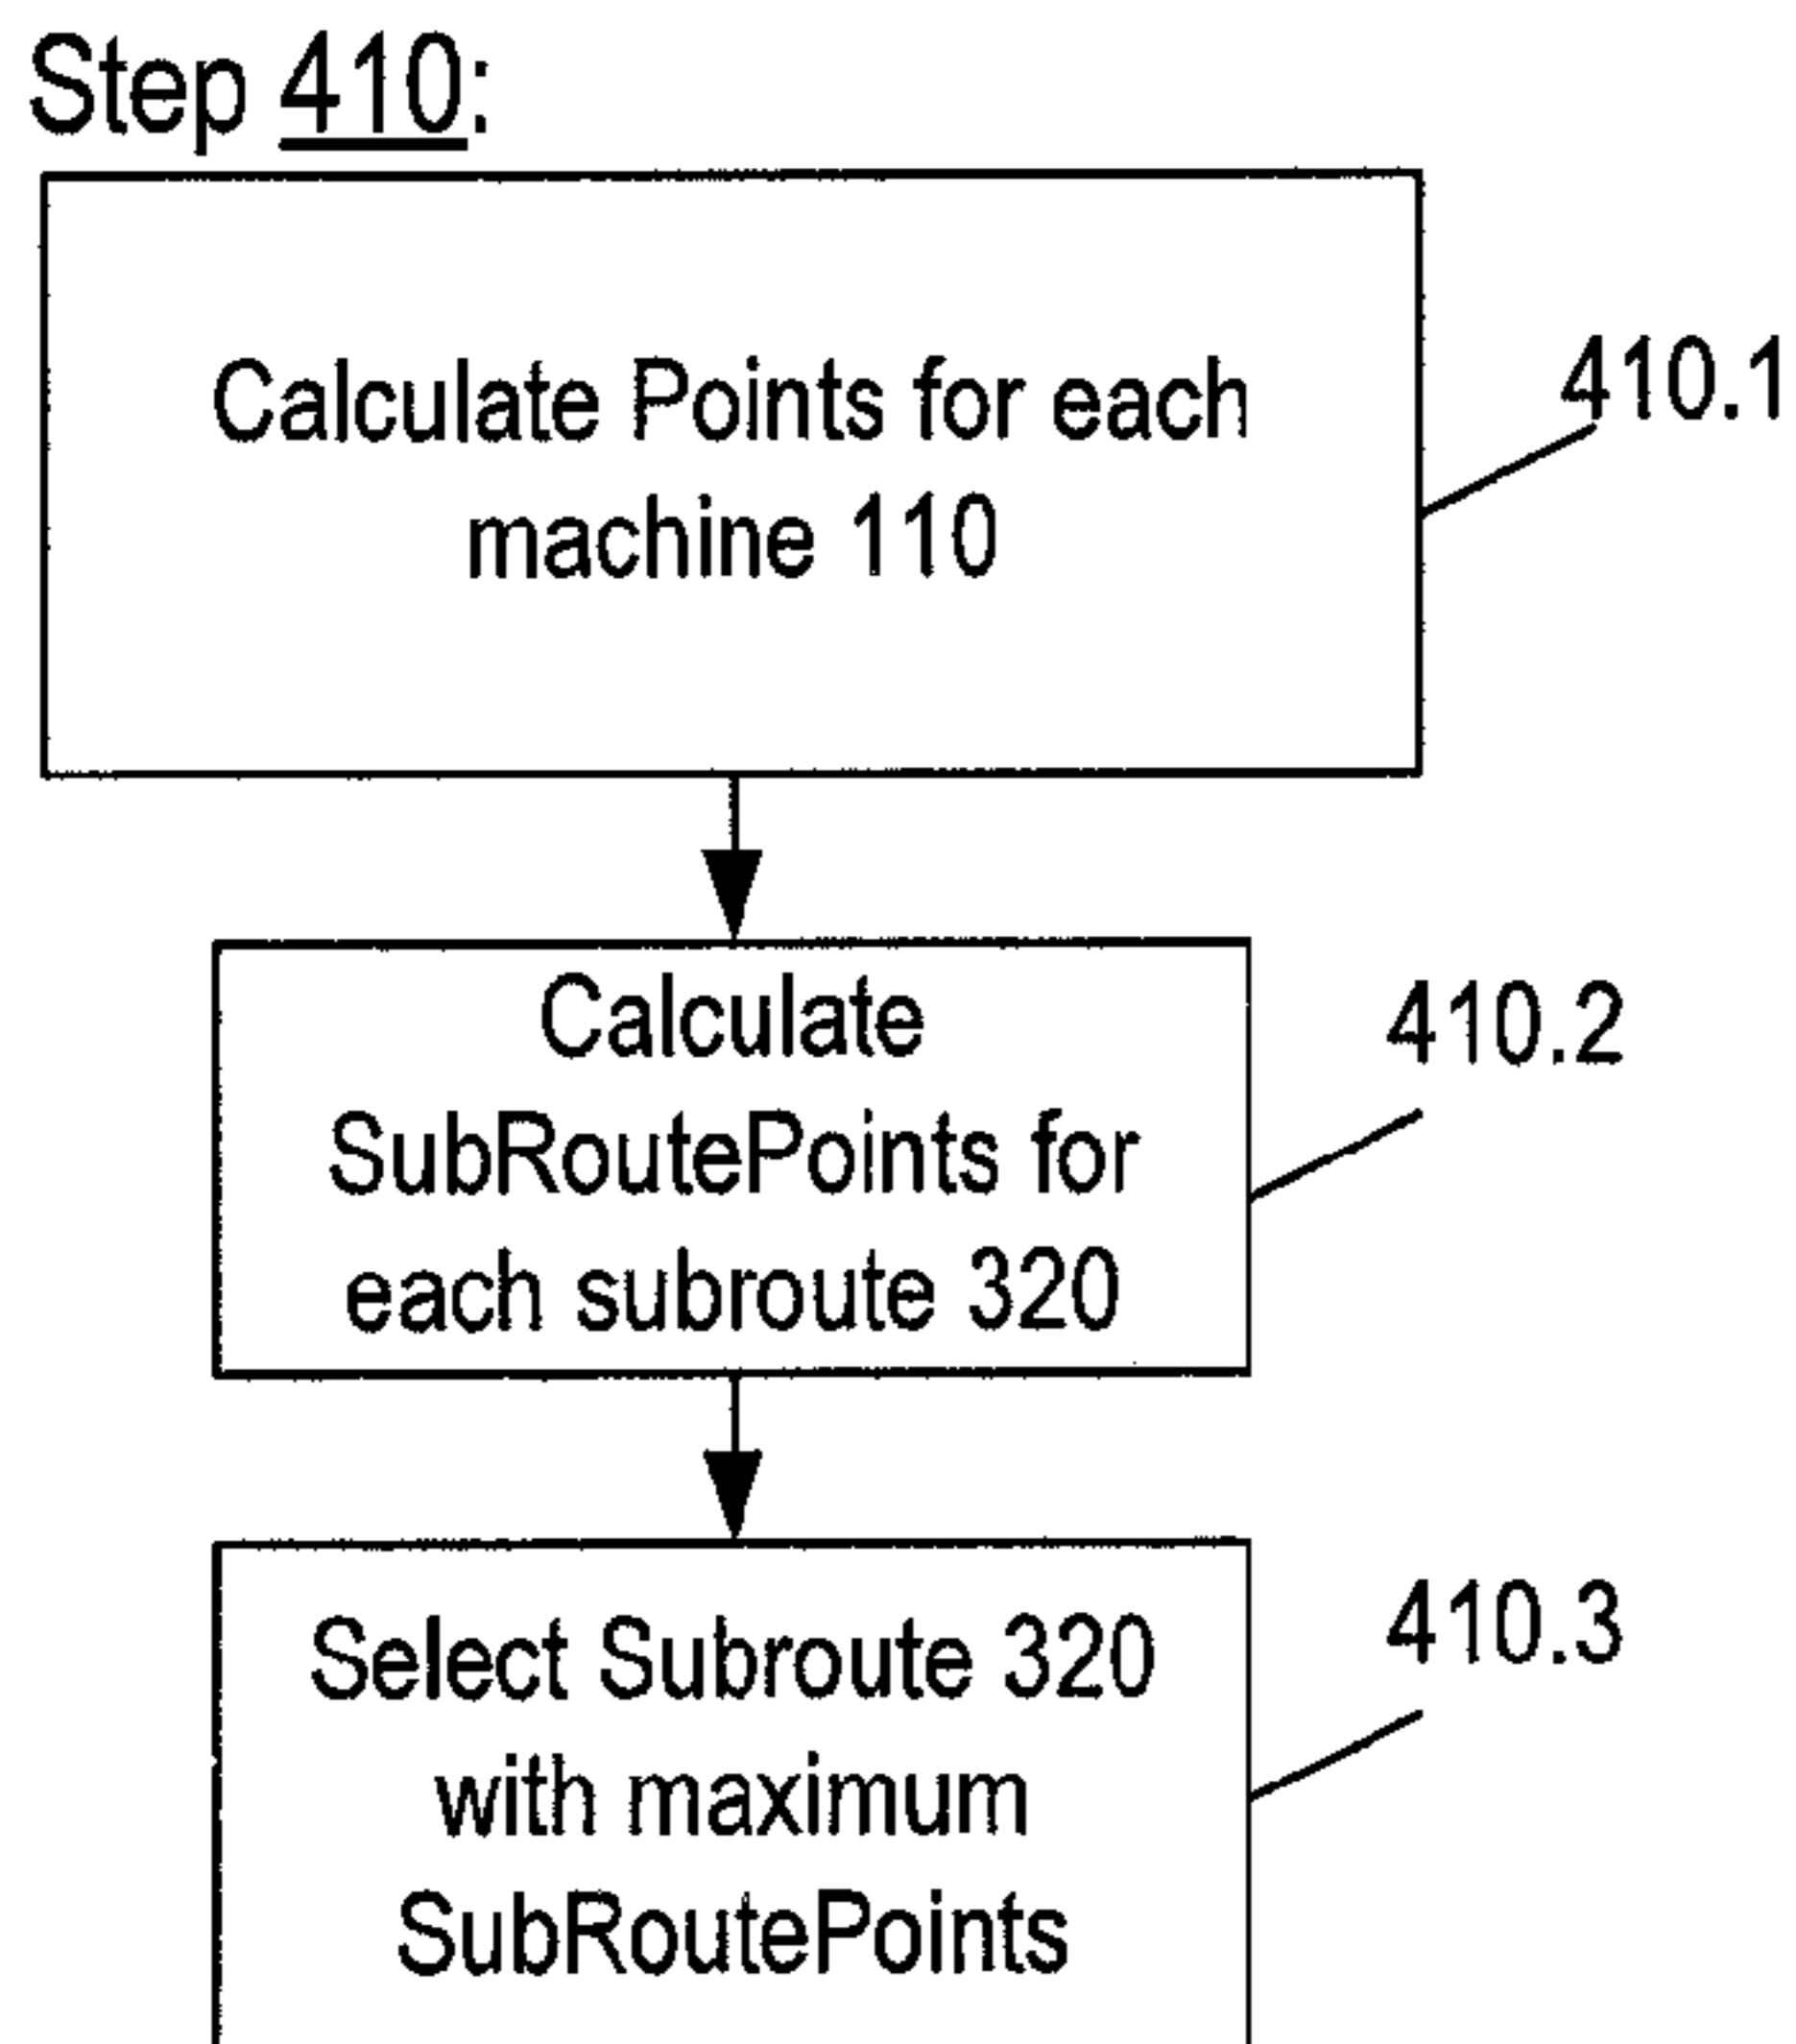 Step 410:
Calculate Points for each
machine 110
410.1
Calculate
SubRoutePoints for
each subroute 320
410.2
Select Subroute 320
with maximum
SubRoutePoints
410.3